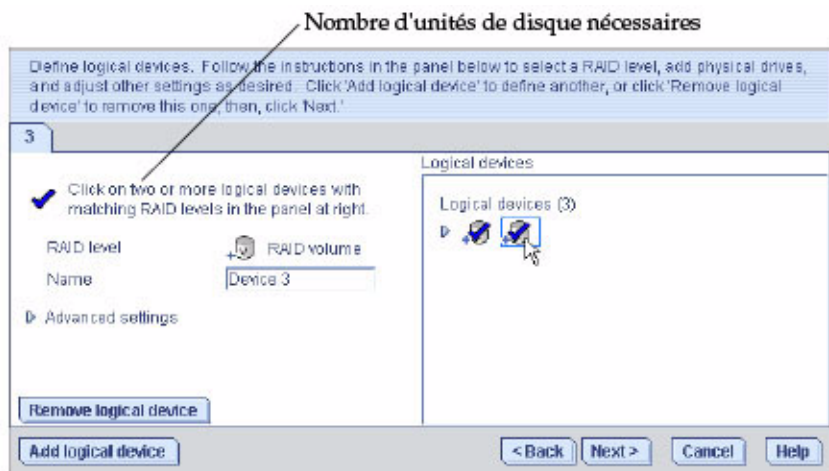 Nombre d'unités de disque nécessaires
Define logical devices. Follow the instructions in the panel below to select a RAID level, add physical drives,
and adjust other settings as desired. Click 'Add logical device' to define another, or click 'Remove logical
device' to remove this one, then, click 'Next.'
3
Click on two or more logical devices with
matching RAID levels in the panel at right.
RAID level
RAID volume
Name
Device 3
Advanced settings
Remove logical device
Logical devices
Logical devices (3)
Add logical device
< Back
Next >
Cancel
Help